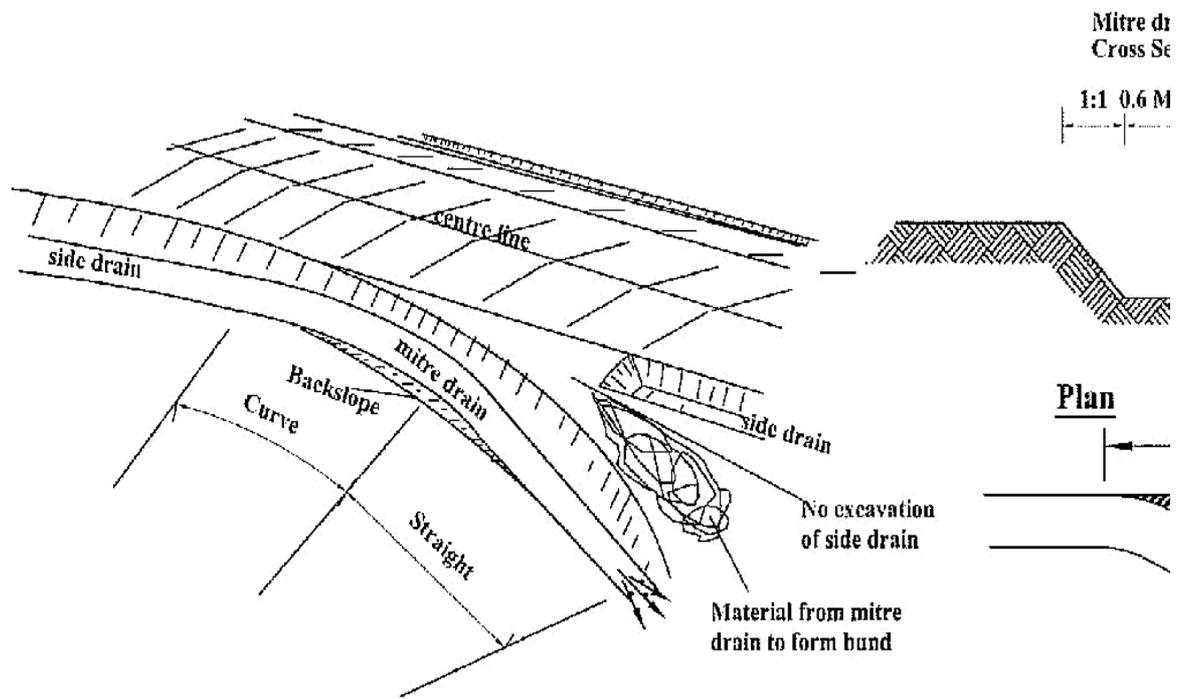 Mitre dr
Cross Se
1:1 0.6 M
centre line
side drain
mitre drain
Backslope
Curve
side drain
Plan
No excavation
of side drain
Straight
Material from mitre
drain to form bund